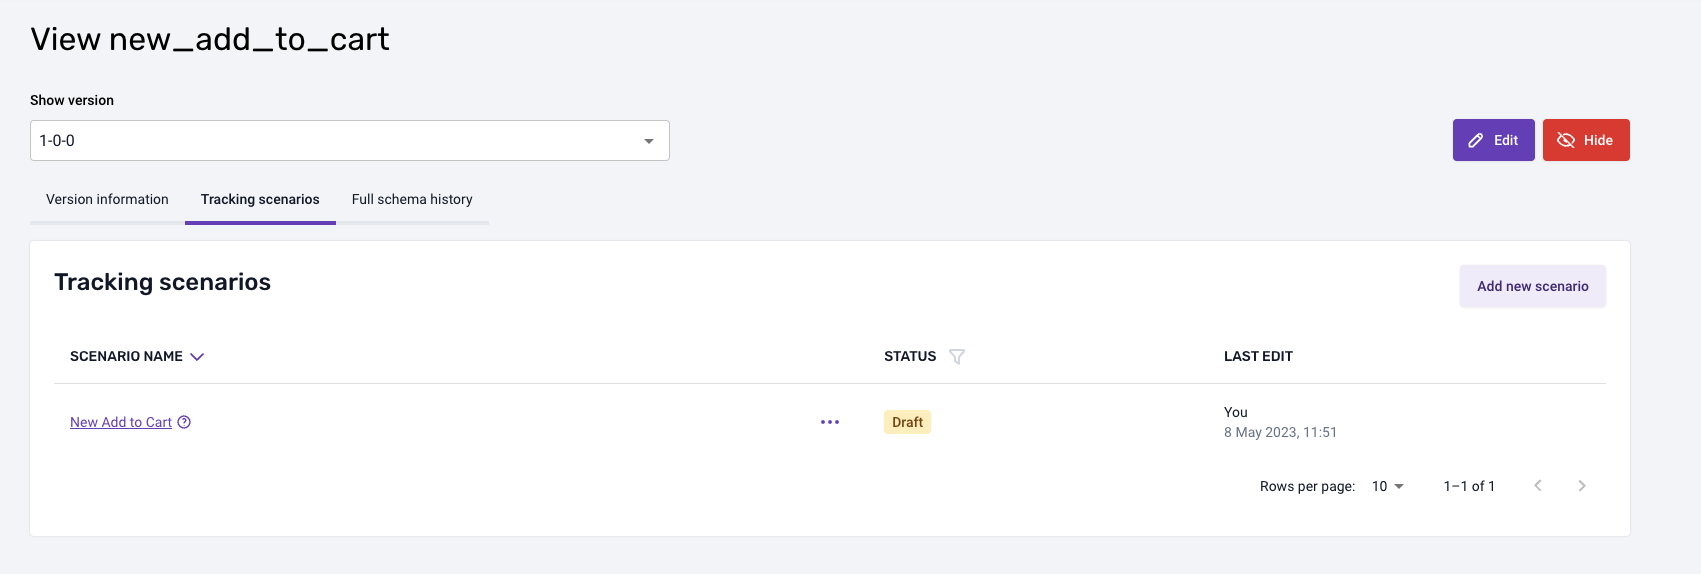 View new_add_to_cart
Show version
1-0-0
Edit
Hide
Version information
Tracking scenarios
Full schema history
Tracking scenarios
Add new scenario
SCENARIO NAME
STATUS
LAST EDIT
New Add to Cart
Draft
You
8 May 2023, 11:51
Rows per page: 10
1–1 of 1